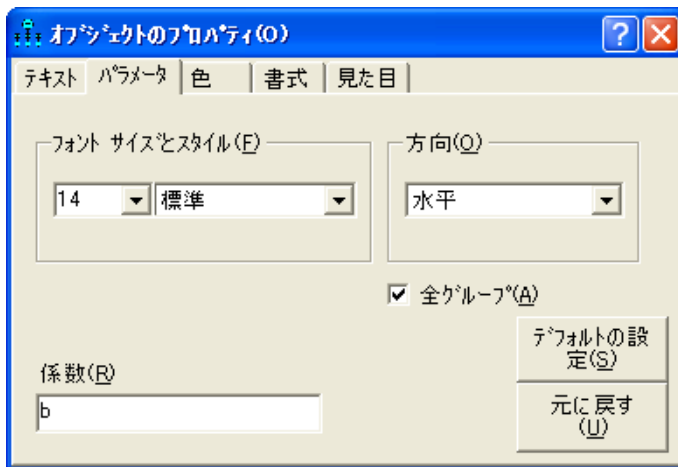 ｵﾌﾞｼﾞｪｸﾄのﾌﾟﾛﾊﾟﾃｨ(O)
テキスト ﾊﾟﾗﾒｰﾀ 色 書式 見た目
ﾌｫﾝﾄ ｻｲｽﾞとｽﾀｲﾙ(F) 方向(O)
14 標準 水平
全ｸﾞﾙｰﾌﾟ(A)
ﾃﾞﾌｫﾙﾄの設
定(S)
係数(R)
b
元に戻す
(U)